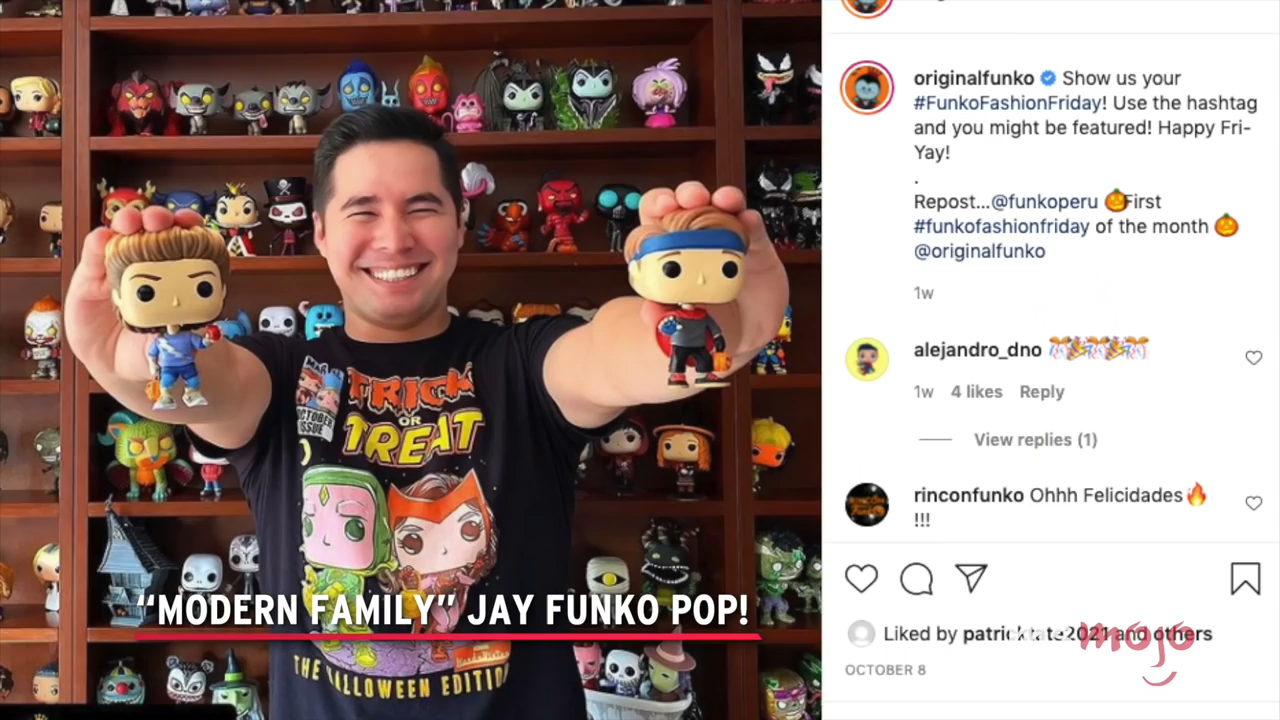 originalfunko Show us your
#FunkoFashionFriday! Use the hashtag
and you might be featured! Happy Fri-
Yay!
.
Repost...@funkoperu 🎃First
#funkofashionfriday of the month 🎃
@originalfunko
1w
alejandro_dno 🎊🎉🎊🎉🎊
1w 4 likes Reply
View replies (1)
rinconfunko Ohhh Felicidades🔥
!!!
Liked by patricktate2021 and others
mojo
OCTOBER 8
OCTOBER
ISSUE
TRICK
OR
TREAT
“MODERN FAMILY” JAY FUNKO POP!
THE HALLOWEEN EDITION